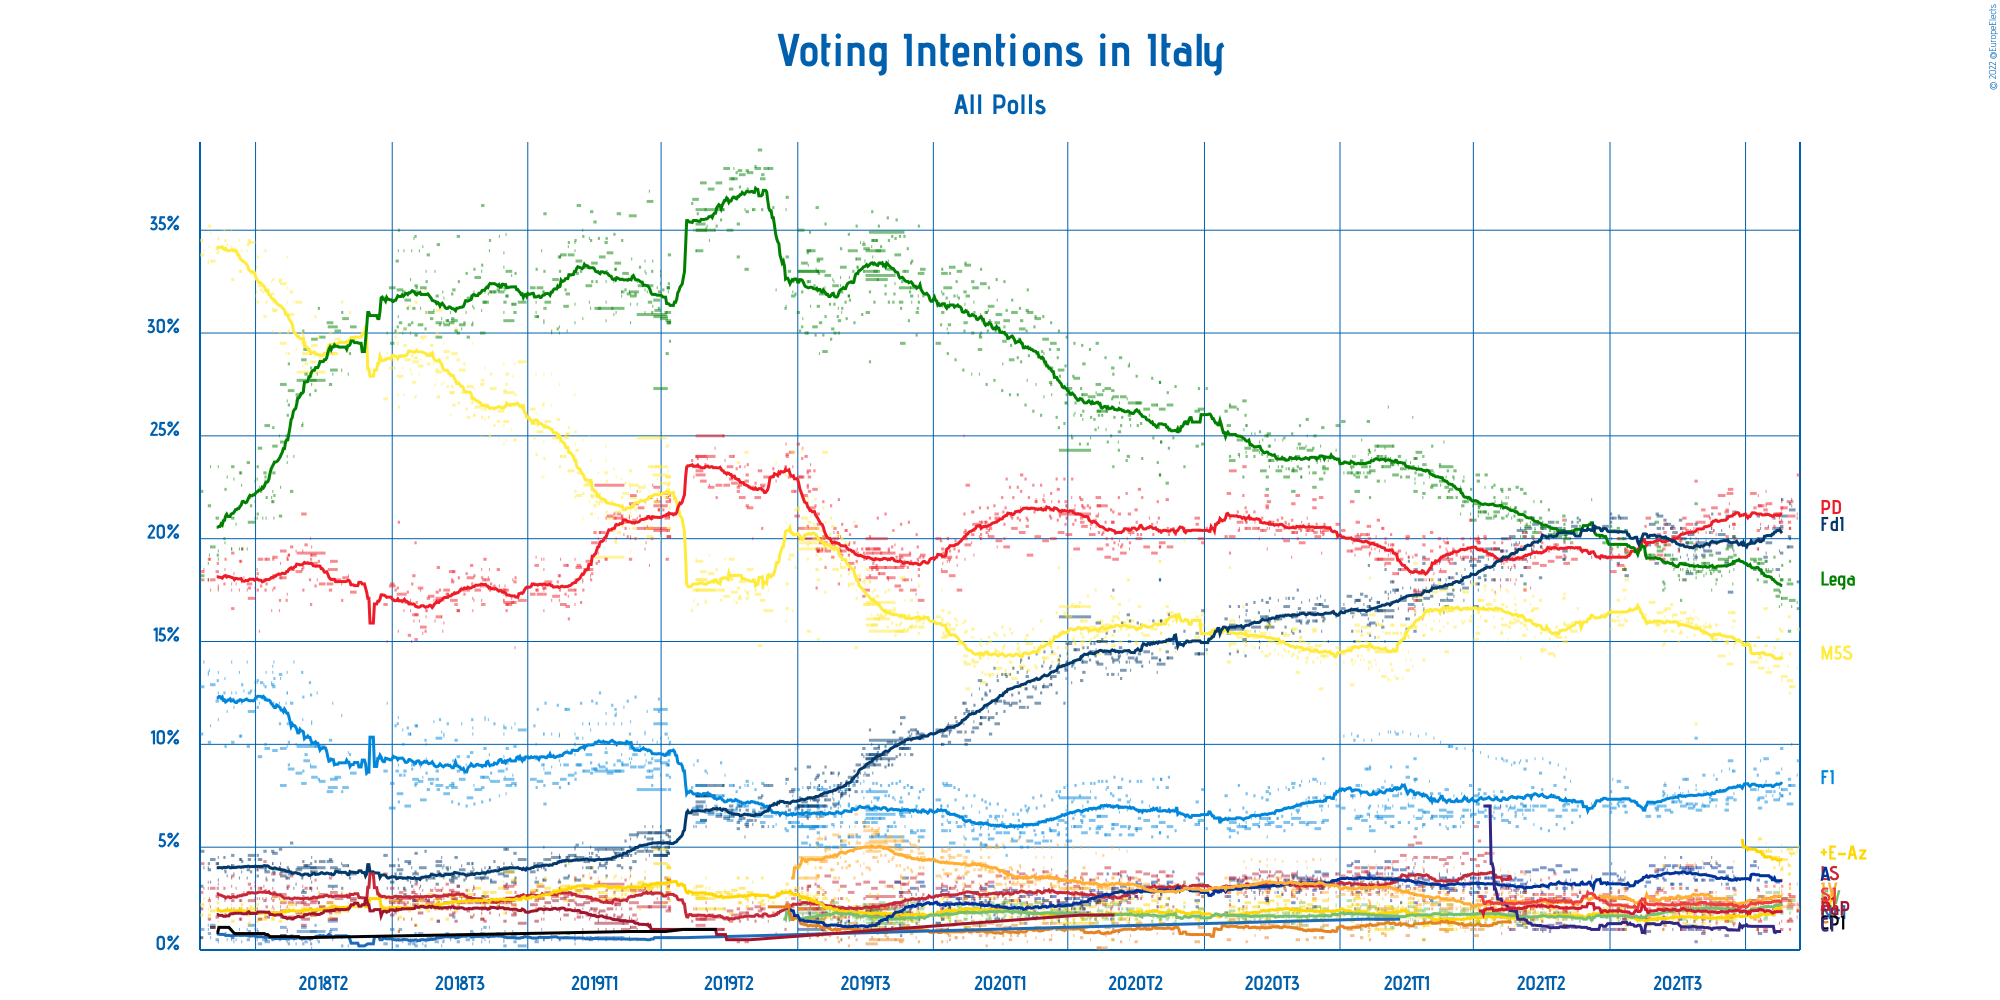 © 2022 @EuropeElects
Voting Intentions in Italy
All Polls
35%
30%
25%
20%
15%
10%
5%
0%
PD
FdI
Lega
M5S
FI
+E-Az
A
CPI
2018T2
2018T3
2019T1
2019T2
2019T3
2020T1
2020T2
2020T3
2021T1
2021T2
2021T3